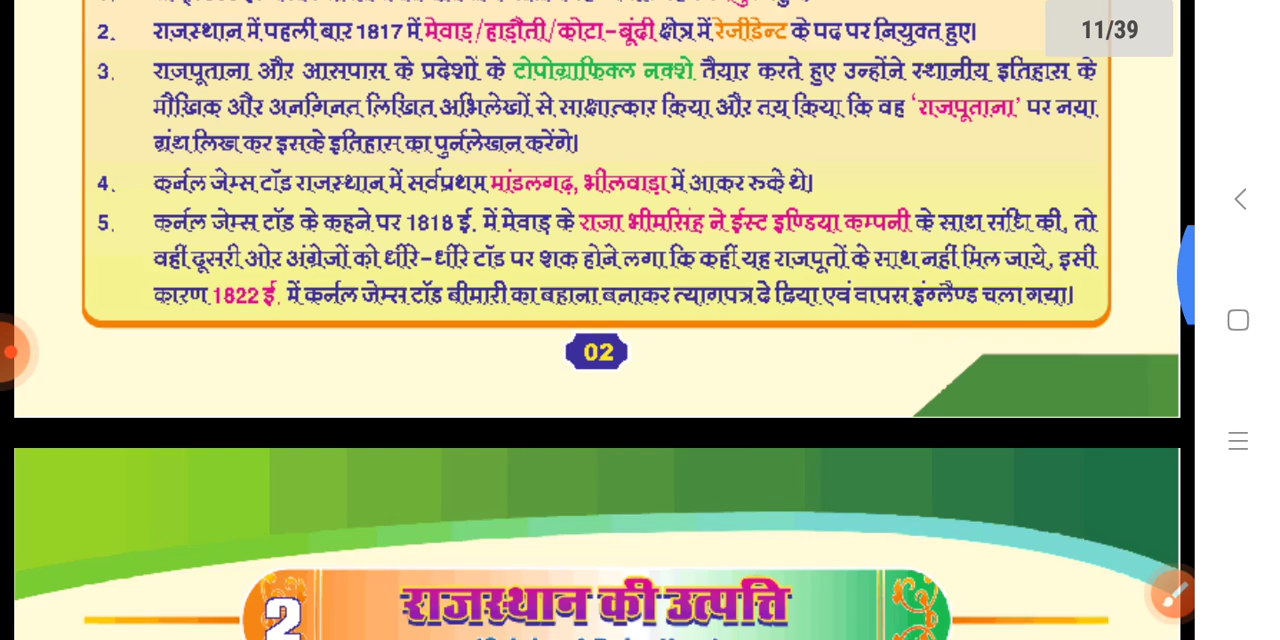 2. राजस्थान में पहली बार 1817 में मेवाड़/हाड़ौती/कोटा-बूंदी क्षेत्र में रेजीडेन्ट के पद पर नियुक्त हुए।
11/39
3. राजपूताना और आसपास के प्रदेशों के टोपोग्राफिक्ल नक्शे तैयार करते हुए उन्होंने स्थानीय इतिहास के
मौखिक और अनगिनत लिखित अभिलेखों से साक्षात्कार किया और तय किया कि वह 'राजपूताना' पर नया
ग्रंथ लिख कर इसके इतिहास का पुर्नलेखन करेंगे।
4. कर्नल जेम्स टॉड राजस्थान में सर्वप्रथम मांडलगढ़, भीलवाड़ा में आकर रुके थे।
5. कर्नल जेम्स टॉड के कहने पर 1818 ई. में मेवाड़ के राजा भीमसिंह ने ईस्ट इण्डिया कम्पनी के साथ संधि की, तो
वहीं दूसरी ओर अंग्रेजों को धीरे-धीरे टॉड पर शक होने लगा कि कहीं यह राजपूतों के साथ नहीं मिल जाये, इसी
कारण 1822 ई. में कर्नल जेम्स टॉड बीमारी का बहाना बनाकर त्यागपत्र दे दिया एवं वापस इंग्लैण्ड चला गया।
02
2
राजस्थान की उत्पत्ति